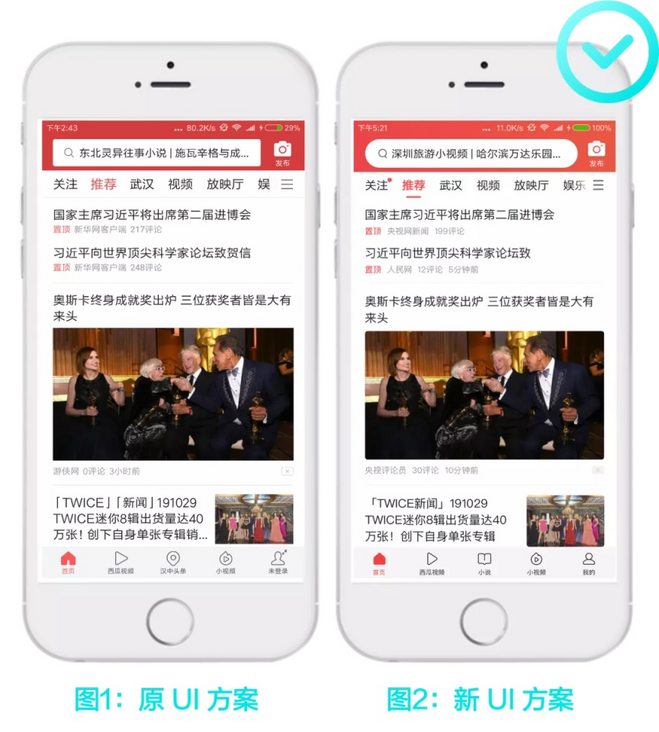 下午2:43 ... 80.2K/s 29%
东北灵异往事小说 | 施瓦辛格与成...
发布
关注 推荐 武汉 视频 放映厅 娱
国家主席习近平将出席第二届进博会
置顶 新华网客户端 217评论
习近平向世界顶尖科学家论坛致贺信
置顶 新华网客户端 248评论
奥斯卡终身成就奖出炉 三位获奖者皆是大有
来头
游侠网 0评论 3小时前
「TWICE」「新闻」191029
TWICE迷你8辑出货量达40
万张！创下自身单张专辑销...
首页 西瓜视频 汉中头条 小视频 未登录
图1：原 UI 方案
下午5:21 ... 11.0K/s 100%
深圳旅游小视频 | 哈尔滨万达乐园...
发布
关注 推荐 武汉 视频 放映厅 娱乐
国家主席习近平将出席第二届进博会
置顶 央视网新闻 199评论
习近平向世界顶尖科学家论坛致
置顶 人民网 12评论 5分钟前
奥斯卡终身成就奖出炉 三位获奖者皆是大有
来头
央视评论员 30评论 10分钟前
「TWICE新闻」191029
TWICE迷你8辑出货量达40
万张！创下自身单张专辑
首页 西瓜视频 小说 小视频 我的
图2：新 UI 方案